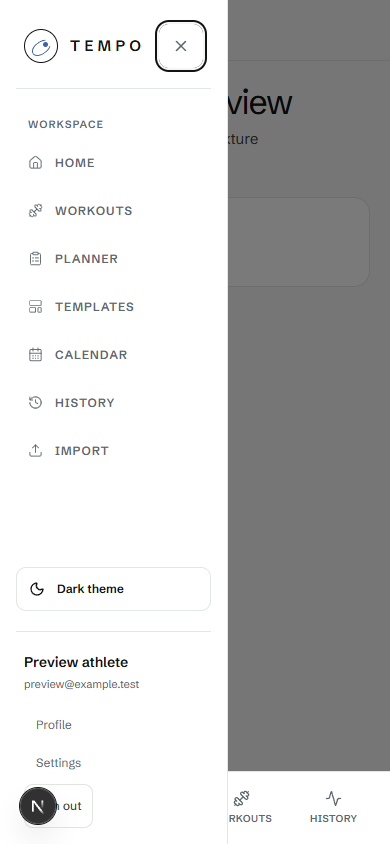 TEMPO
view
WORKSPACE
HOME
WORKOUTS
PLANNER
TEMPLATES
CALENDAR
HISTORY
IMPORT
Dark theme
Preview athlete
preview@example.test
Profile
Settings
N
out
RKOUTS
HISTORY